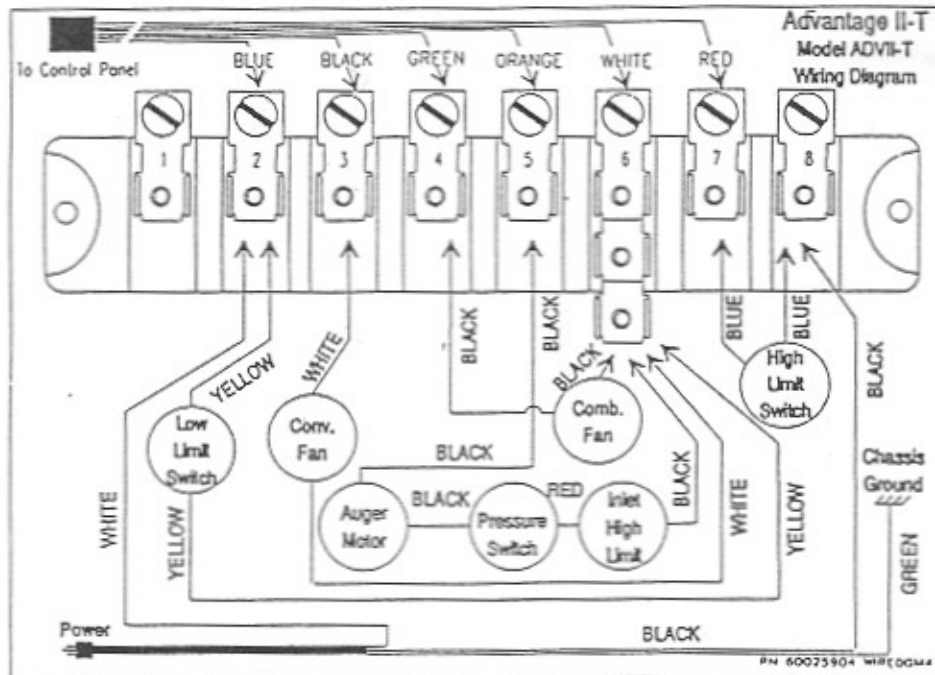 Advantage II-T
Model ADVII-T
Wiring Diagram
To Control Panel
BLUE
BLACK
GREEN
ORANGE
WHITE
RED
1
2
3
4
5
6
7
8
YELLOW
WHITE
BLACK
BLACK
BLACK
BLUE
BLUE
BLACK
Low
Limit
Switch
Conv.
Fan
Comb.
Fan
High
Limit
Switch
Chassis
Ground
BLACK
Auger
Motor
BLACK
Pressure
Switch
RED
Inlet
High
Limit
BLACK
WHITE
YELLOW
WHITE
YELLOW
GREEN
Power
BLACK
PN 60025904